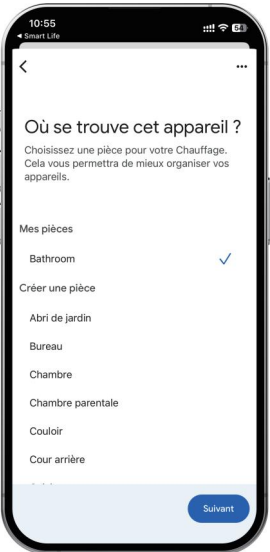 10:55
64
◂ Smart Life
Où se trouve cet appareil ?
Choisissez une pièce pour votre Chauffage.
Cela vous permettra de mieux organiser vos
appareils.
Mes pièces
Bathroom
Créer une pièce
Abri de jardin
Bureau
Chambre
Chambre parentale
Couloir
Cour arrière
Suivant